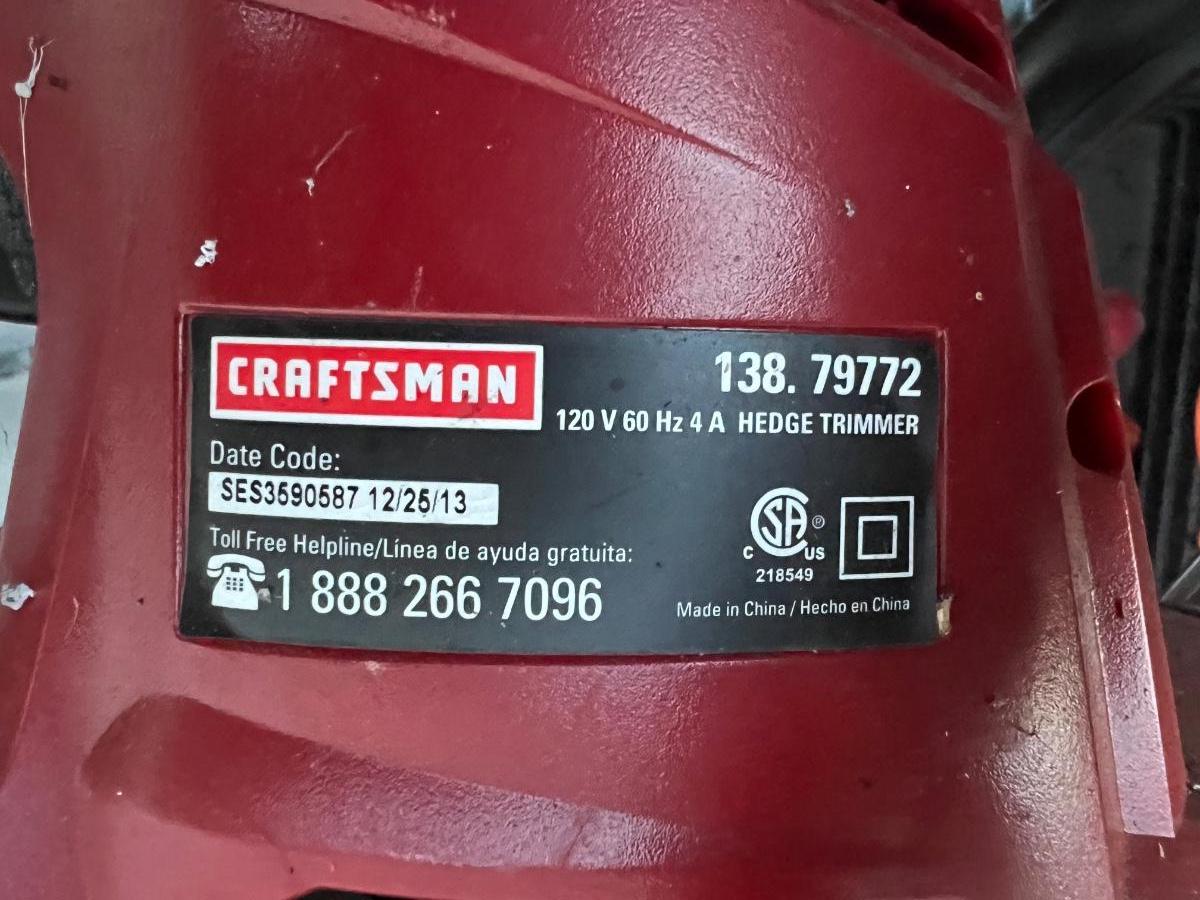 CRAFTSMAN
138. 79772
120 V 60 Hz 4 A HEDGE TRIMMER
Date Code:
SES3590587 12/25/13
Toll Free Helpline/Línea de ayuda gratuita:
1 888 266 7096
SA ®
C US
218549
Made in China / Hecho en China